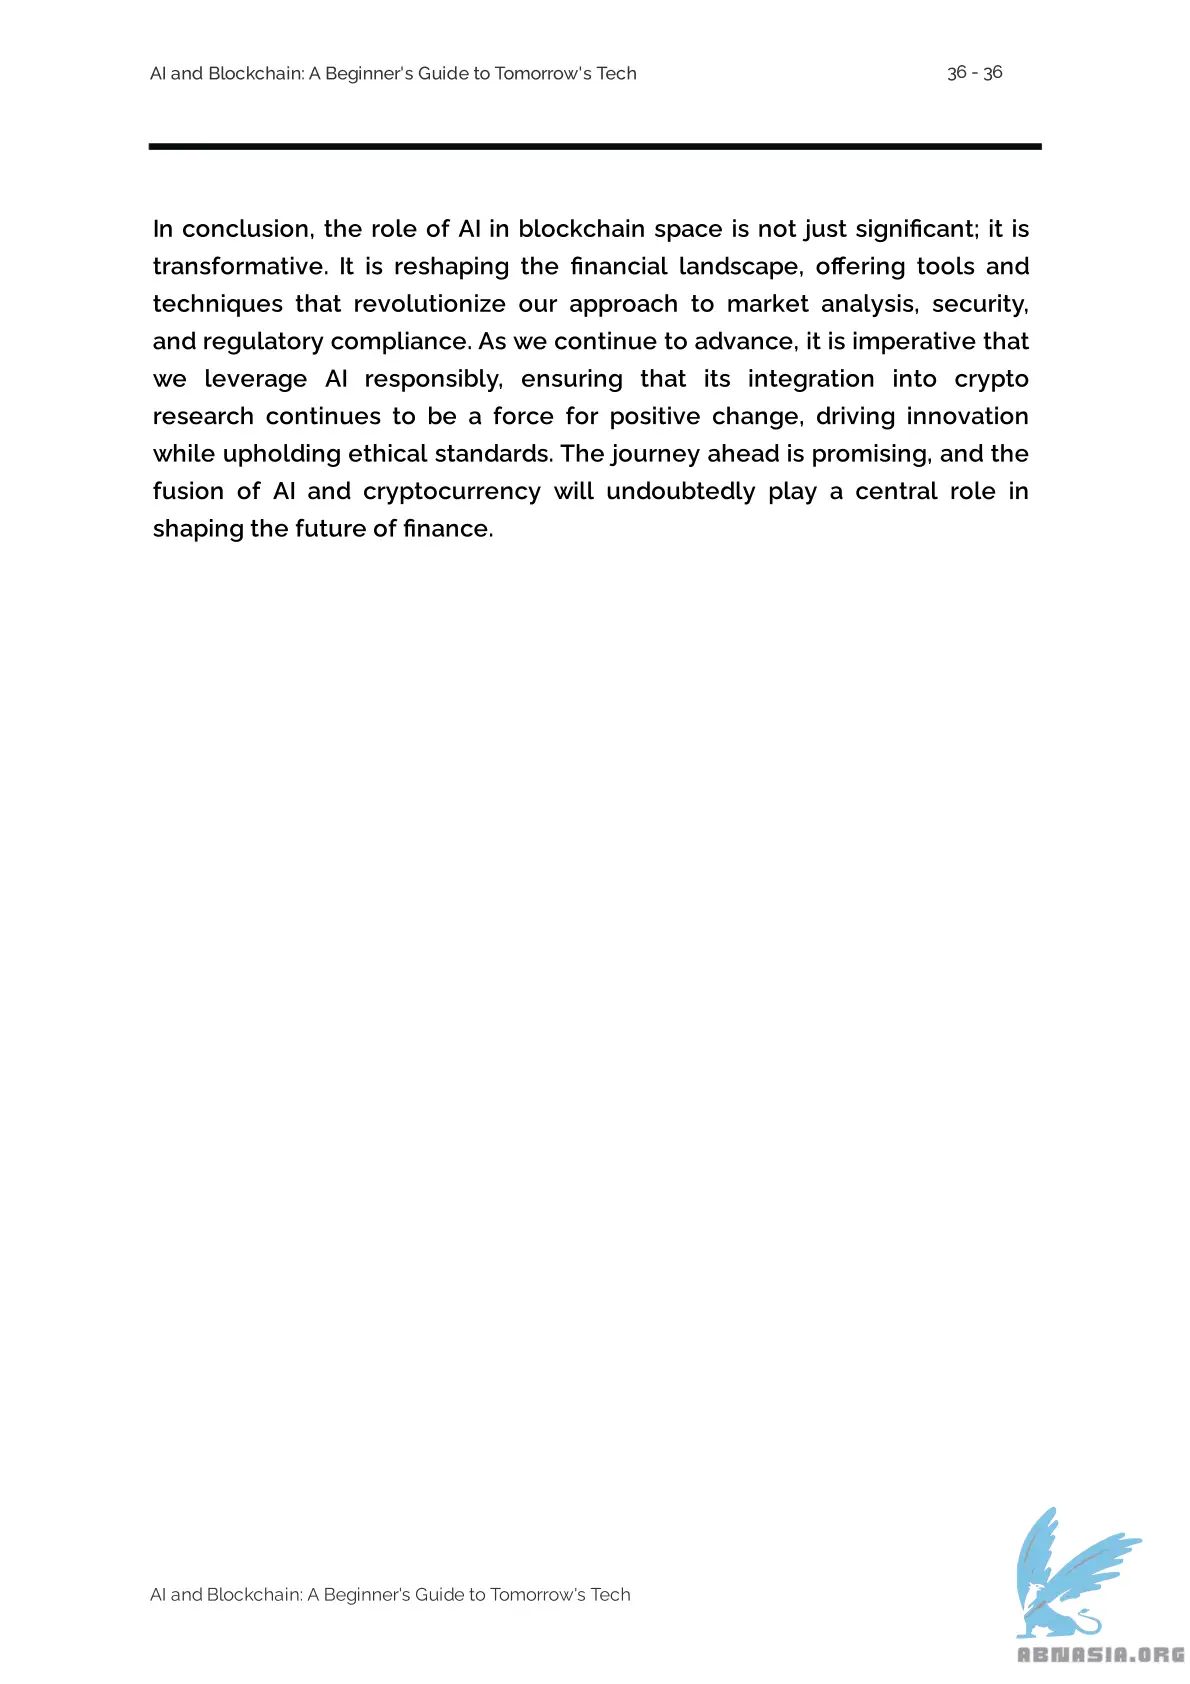 AI and Blockchain: A Beginner's Guide to Tomorrow's Tech
36 - 36
In conclusion, the role of AI in blockchain space is not just significant; it is
transformative. It is reshaping the financial landscape, offering tools and
techniques that revolutionize our approach to market analysis, security,
and regulatory compliance. As we continue to advance, it is imperative that
we leverage AI responsibly, ensuring that its integration into crypto
research continues to be a force for positive change, driving innovation
while upholding ethical standards. The journey ahead is promising, and the
fusion of AI and cryptocurrency will undoubtedly play a central role in
shaping the future of finance.
AI and Blockchain: A Beginner's Guide to Tomorrow's Tech
ABNASIA.ORG